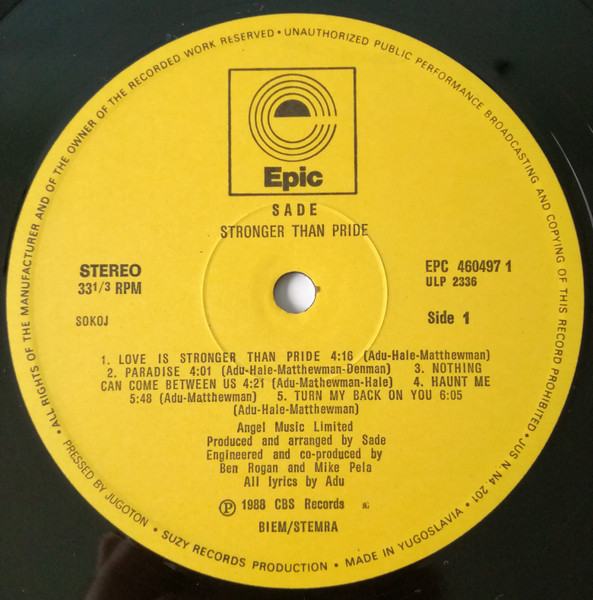 • ALL RIGHTS OF THE MANUFACTURER AND OF THE OWNER OF THE RECORDED WORK RESERVED • UNAUTHORIZED PUBLIC PERFORMANCE BROADCASTING AND COPYING OF THIS RECORD PROHIBITED •
Epic
SADE
STRONGER THAN PRIDE
STEREO
33 1/3 RPM
SOKOJ
EPC 460497 1
ULP 2336
Side 1
1. LOVE IS STRONGER THAN PRIDE 4:16 (Adu-Hale-Matthewman)
2. PARADISE 4:01 (Adu-Hale-Matthewman-Denman) 3. NOTHING
CAN COME BETWEEN US 4:21 (Adu-Mathewman-Hale) 4. HAUNT ME
5:48 (Adu-Matthewman) 5. TURN MY BACK ON YOU 6:05
(Adu-Hale-Matthewman)
Angel Music Limited
Produced and arranged by Sade
Engineered and co-produced by
Ben Rogan and Mike Pela
All lyrics by Adu
Ⓟ 1988 CBS Records
BIEM/STEMRA
PRESSED BY JUGOTON • SUZY RECORDS PRODUCTION • MADE IN YUGOSLAVIA • JUS N. N4. 201